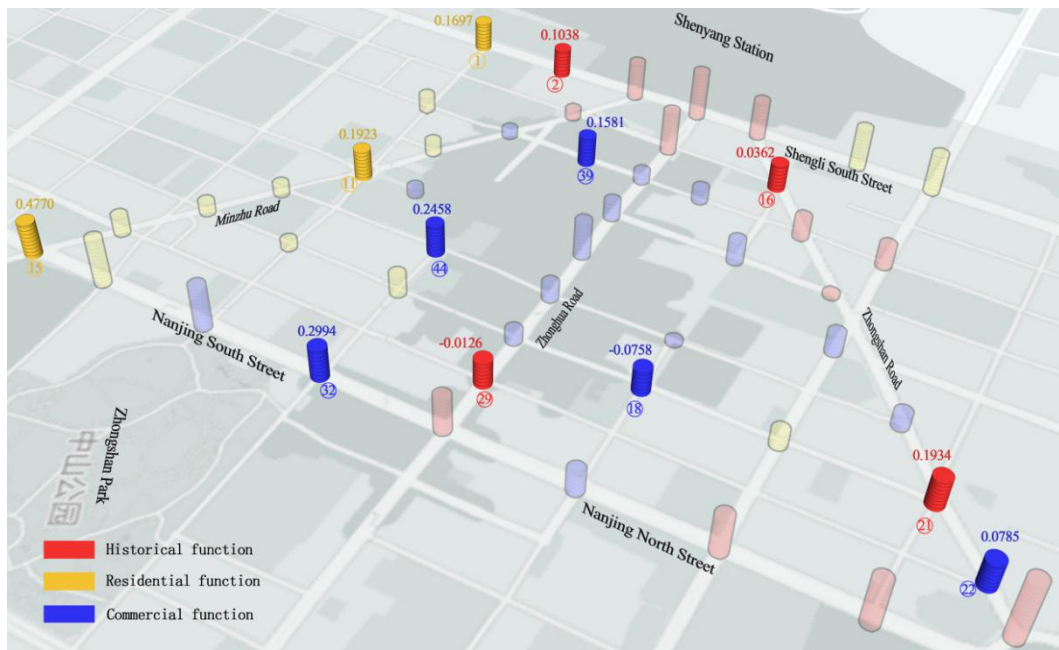 0.1697
①
0.1038
②
Shenyang Station
0.1923
⑪
0.1581
㊴
0.0362
⑯
Shengli South Street
0.4770
⑮
Minzhu Road
0.2458
㊹
Nanjing South Street
0.2994
㉜
Zhonghua Road
-0.0126
㉙
-0.0758
⑱
Zhongshan Road
Zhongshan Park
中山公园
Nanjing North Street
0.1934
㉑
0.0785
㉒
Historical function
Residential function
Commercial function